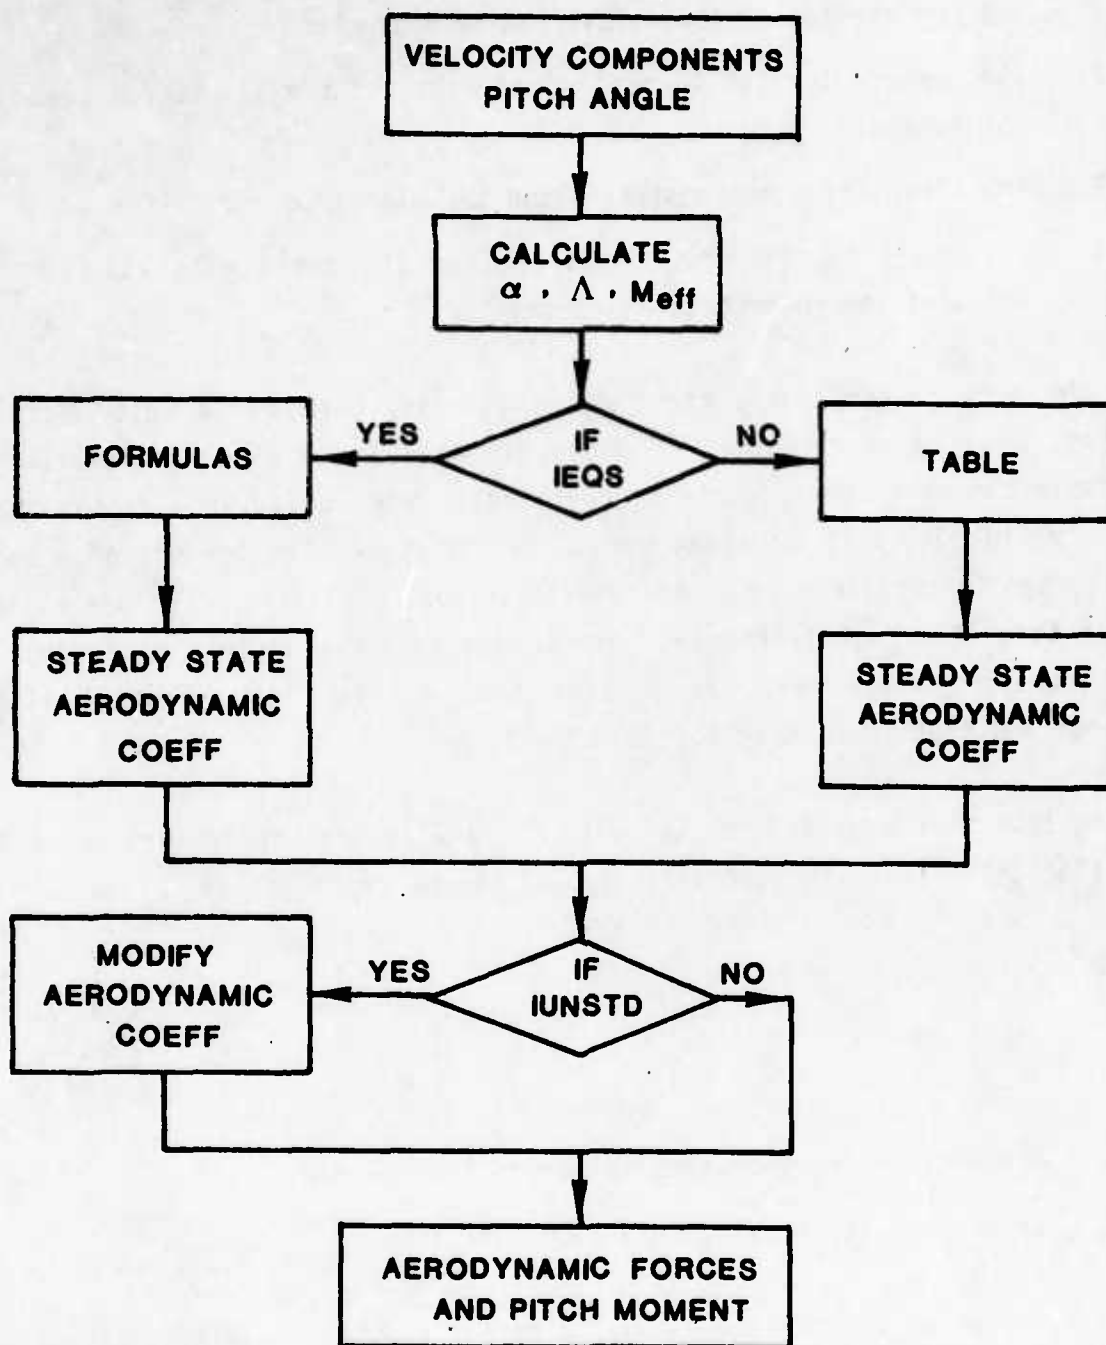 VELOCITY COMPONENTS
PITCH ANGLE
CALCULATE
α , Λ , Meff
FORMULAS
YES
IF
IEQS
NO
TABLE
STEADY STATE
AERODYNAMIC
COEFF
STEADY STATE
AERODYNAMIC
COEFF
MODIFY
AERODYNAMIC
COEFF
YES
IF
IUNSTD
NO
AERODYNAMIC FORCES
AND PITCH MOMENT